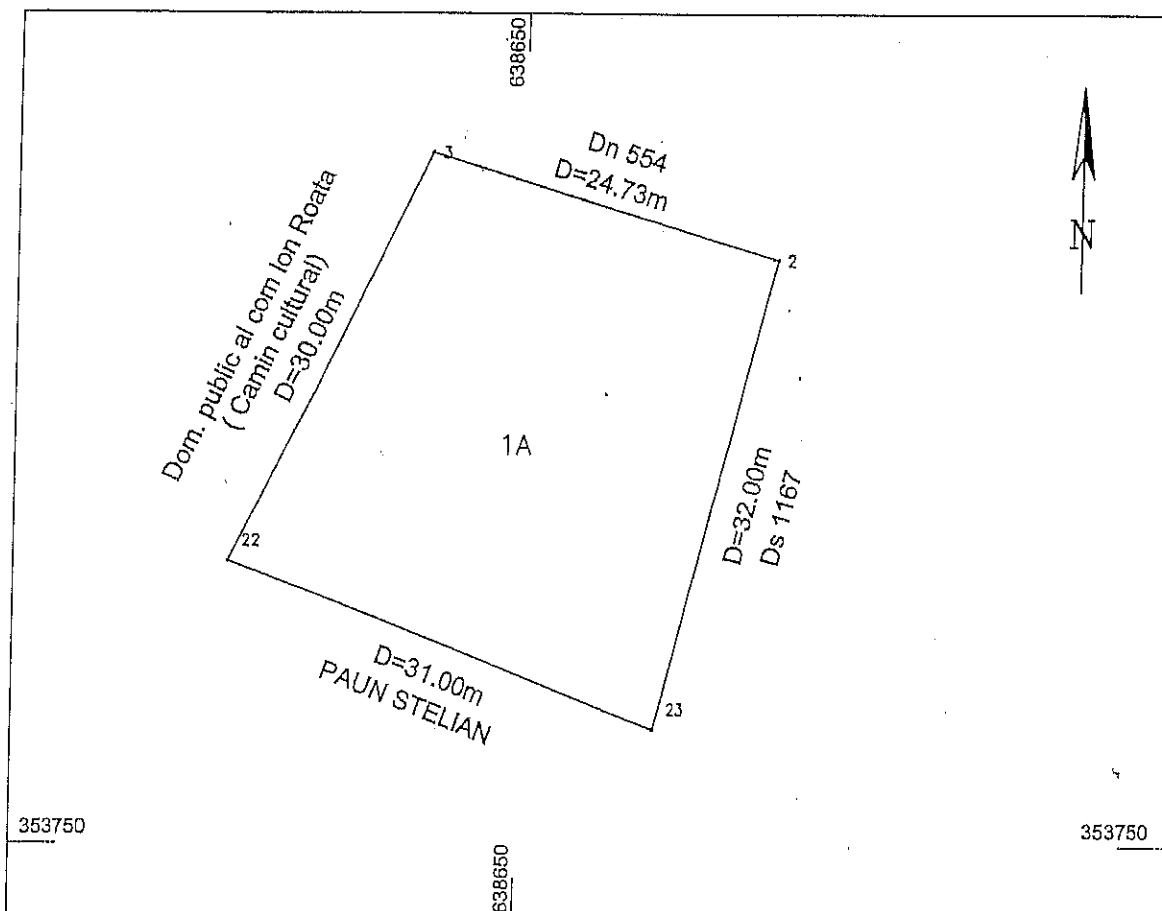 638650
3
Dn 554
D=24.73m
2
N
Dom. public al com Ion Roata
( Camin cultural)
D=30.00m
1A
D=32.00m
Ds 1167
22
D=31.00m
PAUN STELIAN
23
353750
353750
638650